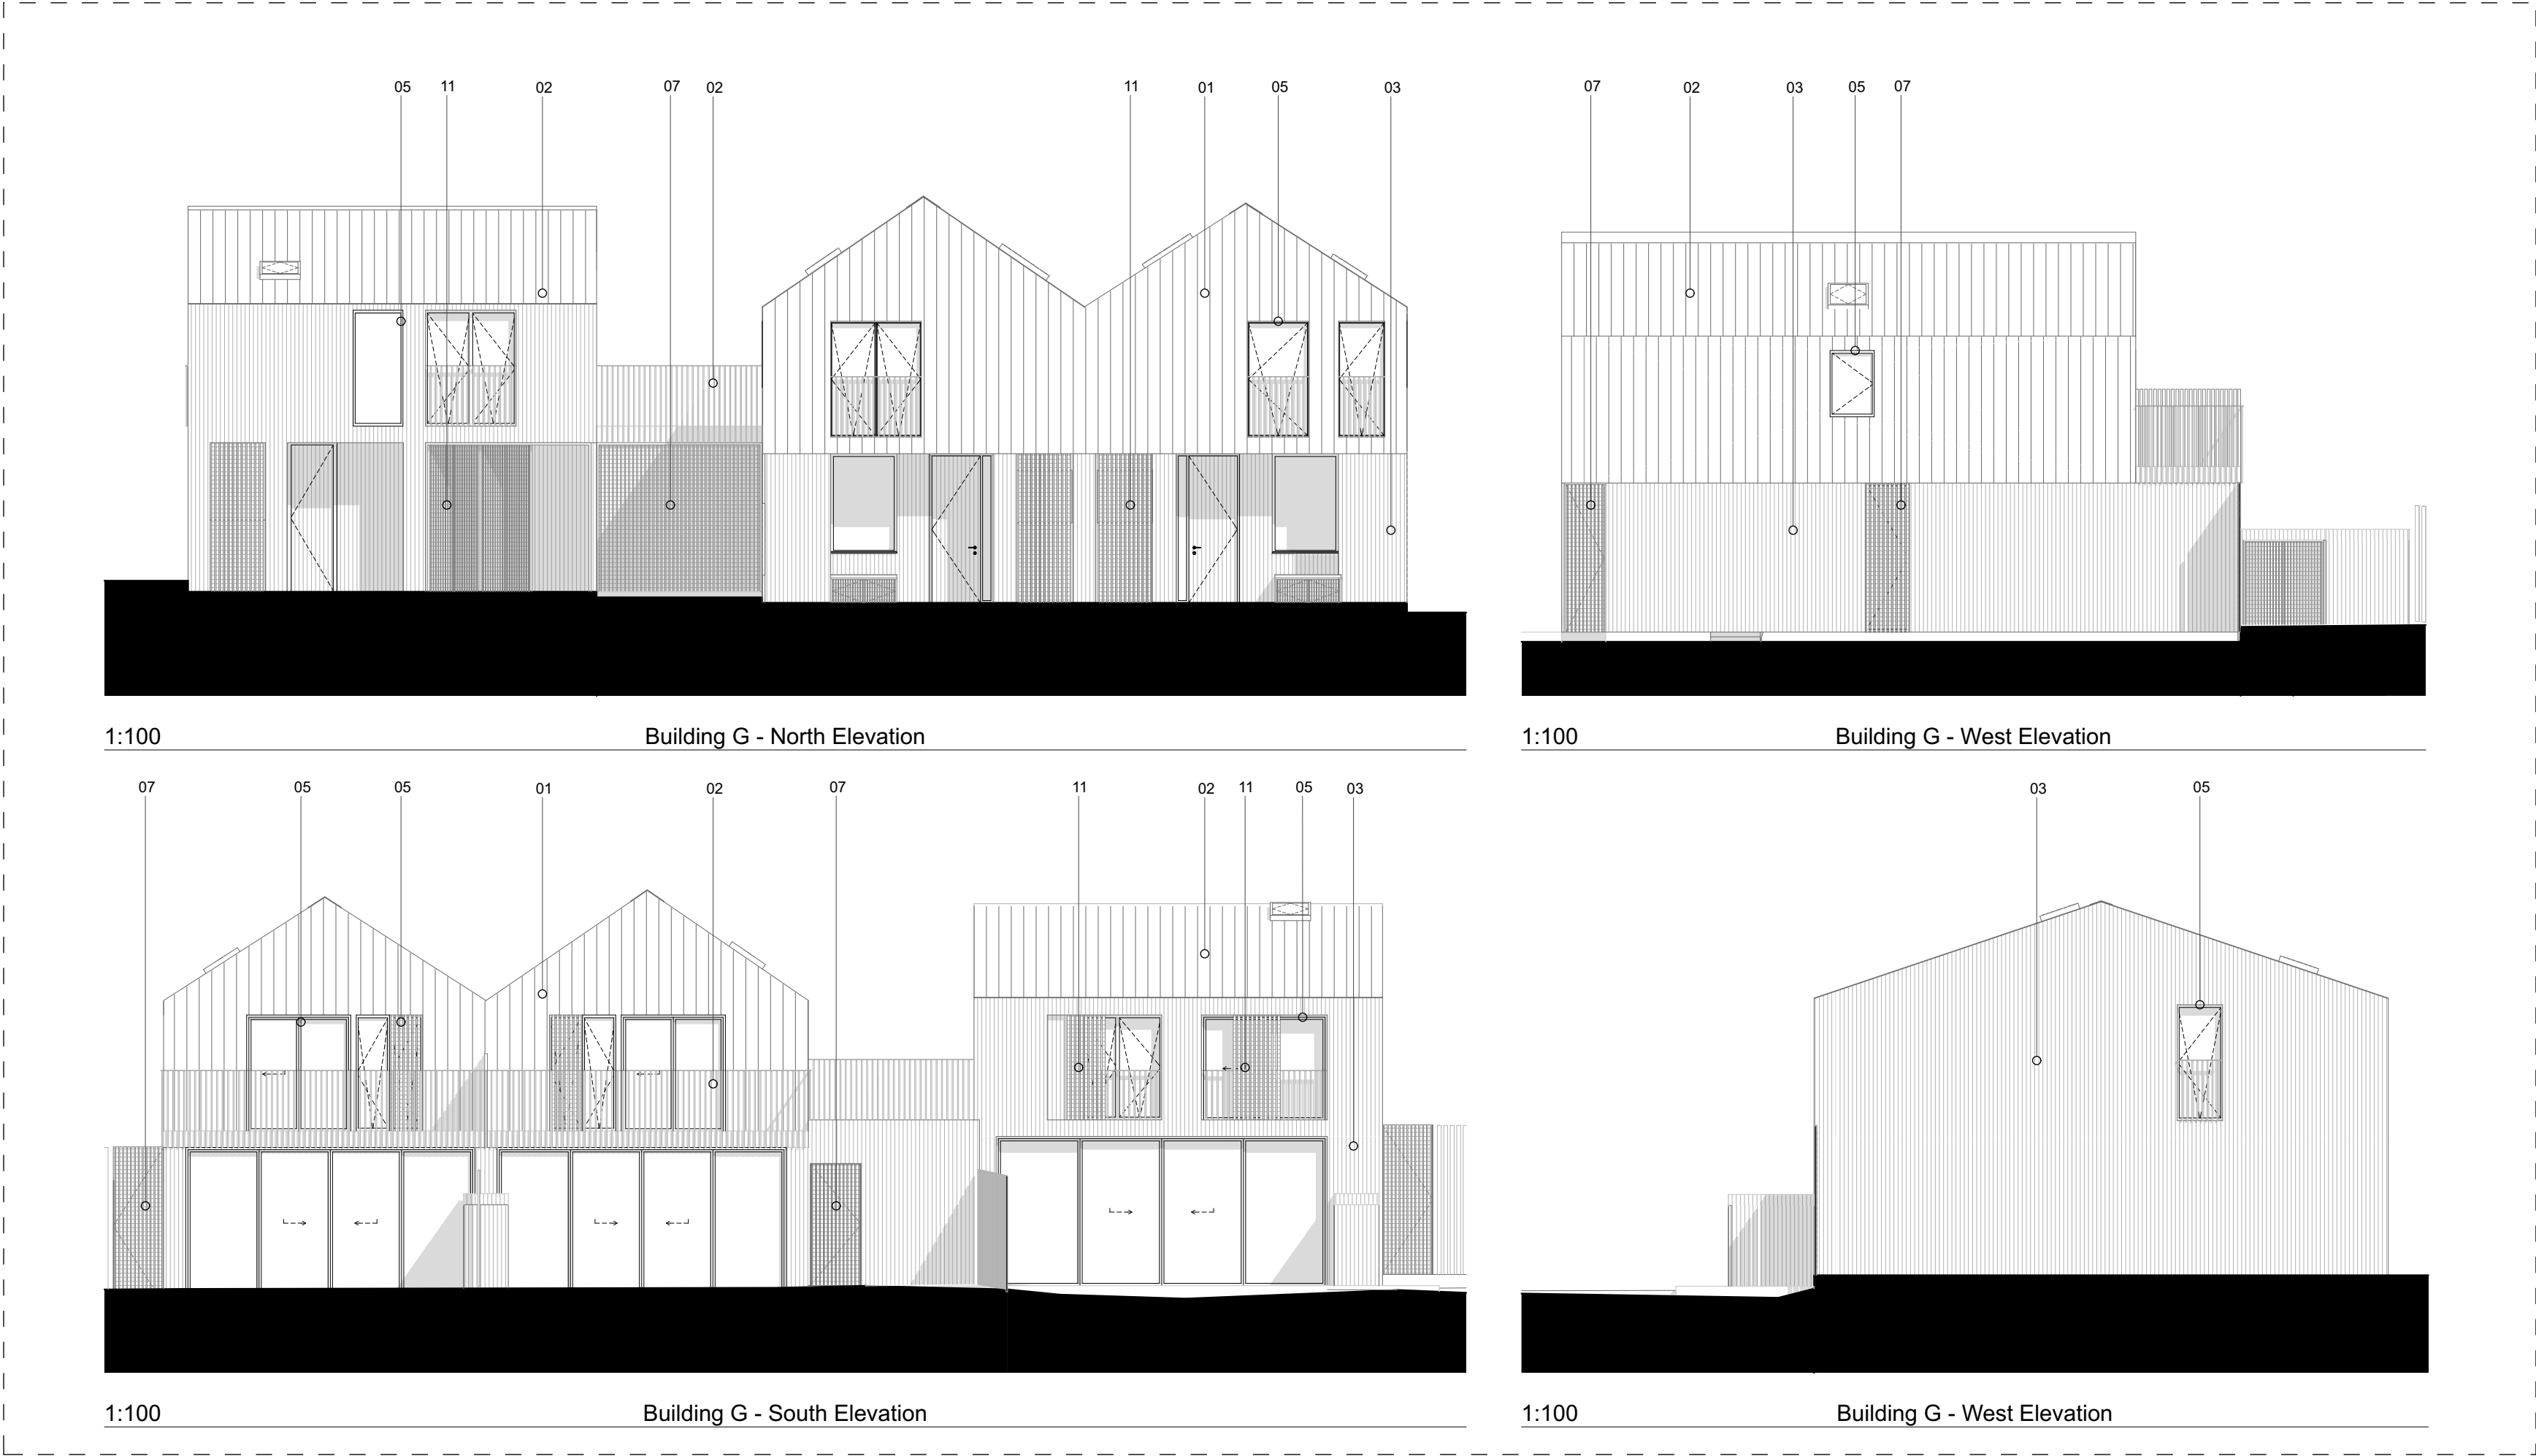 05 11 02 07 02 11 01 05 03
07 02 03 05 07
1:100 Building G - North Elevation
1:100 Building G - West Elevation
07 05 05 01 02 07 11 02 11 05 03
03 05
1:100 Building G - South Elevation
1:100 Building G - West Elevation